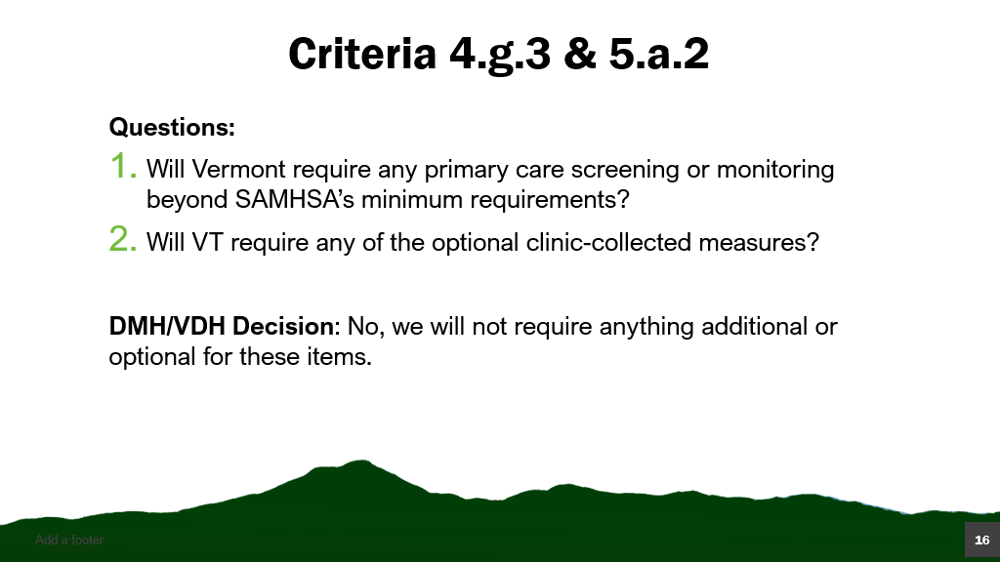 Criteria 4.g.3 & 5.a.2
Questions:
1. Will Vermont require any primary care screening or monitoring
beyond SAMHSA’s minimum requirements?
2. Will VT require any of the optional clinic-collected measures?
DMH/VDH Decision: No, we will not require anything additional or
optional for these items.
Add a footer
16